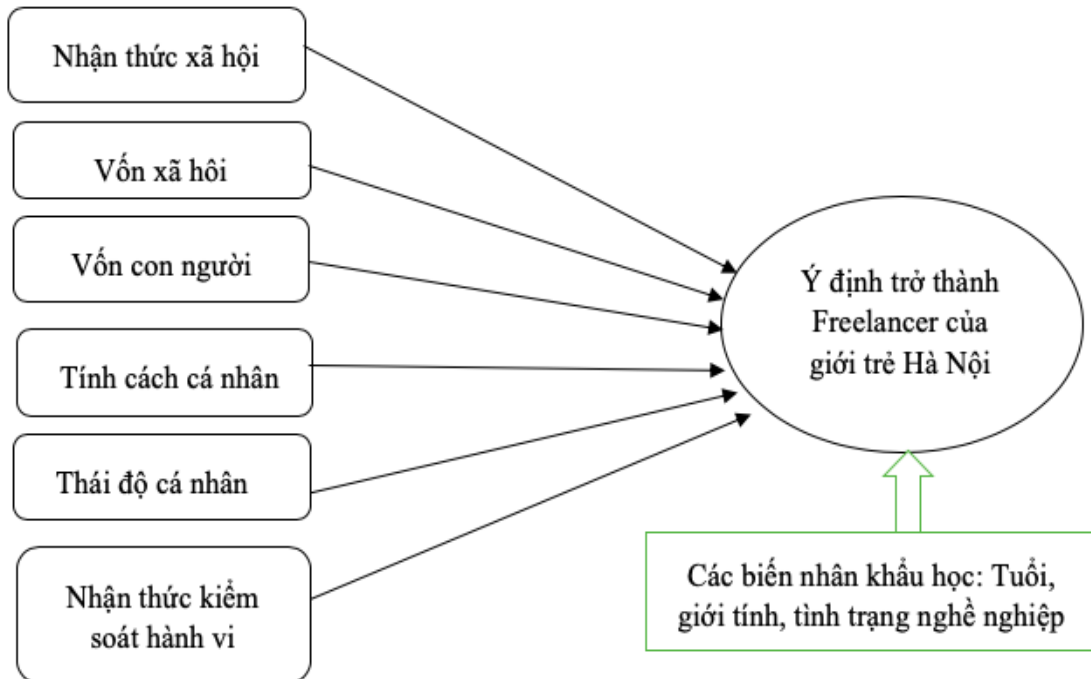 Nhận thức xã hội
Vốn xã hôi
Vốn con người
Tính cách cá nhân
Thái độ cá nhân
Nhận thức kiểm
soát hành vi
Ý định trở thành
Freelancer của
giới trẻ Hà Nội
Các biến nhân khẩu học: Tuổi,
giới tính, tình trạng nghề nghiệp